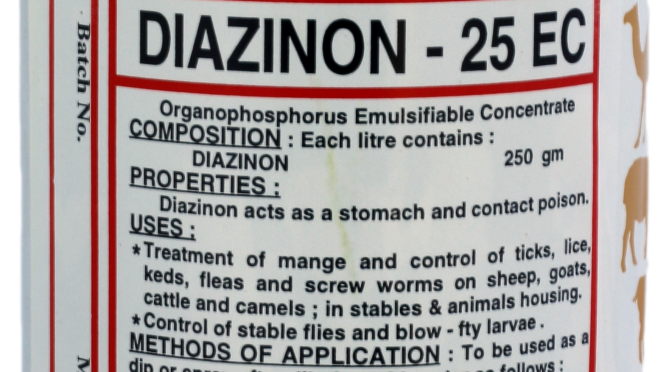 Batch No.
DIAZINON - 25 EC
Organophosphorus Emulsifiable Concentrate
COMPOSITION : Each litre contains :
DIAZINON 250 gm
PROPERTIES :
Diazinon acts as a stomach and contact poison.
USES :
*Treatment of mange and control of ticks, lice,
keds, fleas and screw worms on sheep, goats,
cattle and camels ; in stables & animals housing.
*Control of stable flies and blow - fty larvae .
METHODS OF APPLICATION : To be used as a
dip or follows :